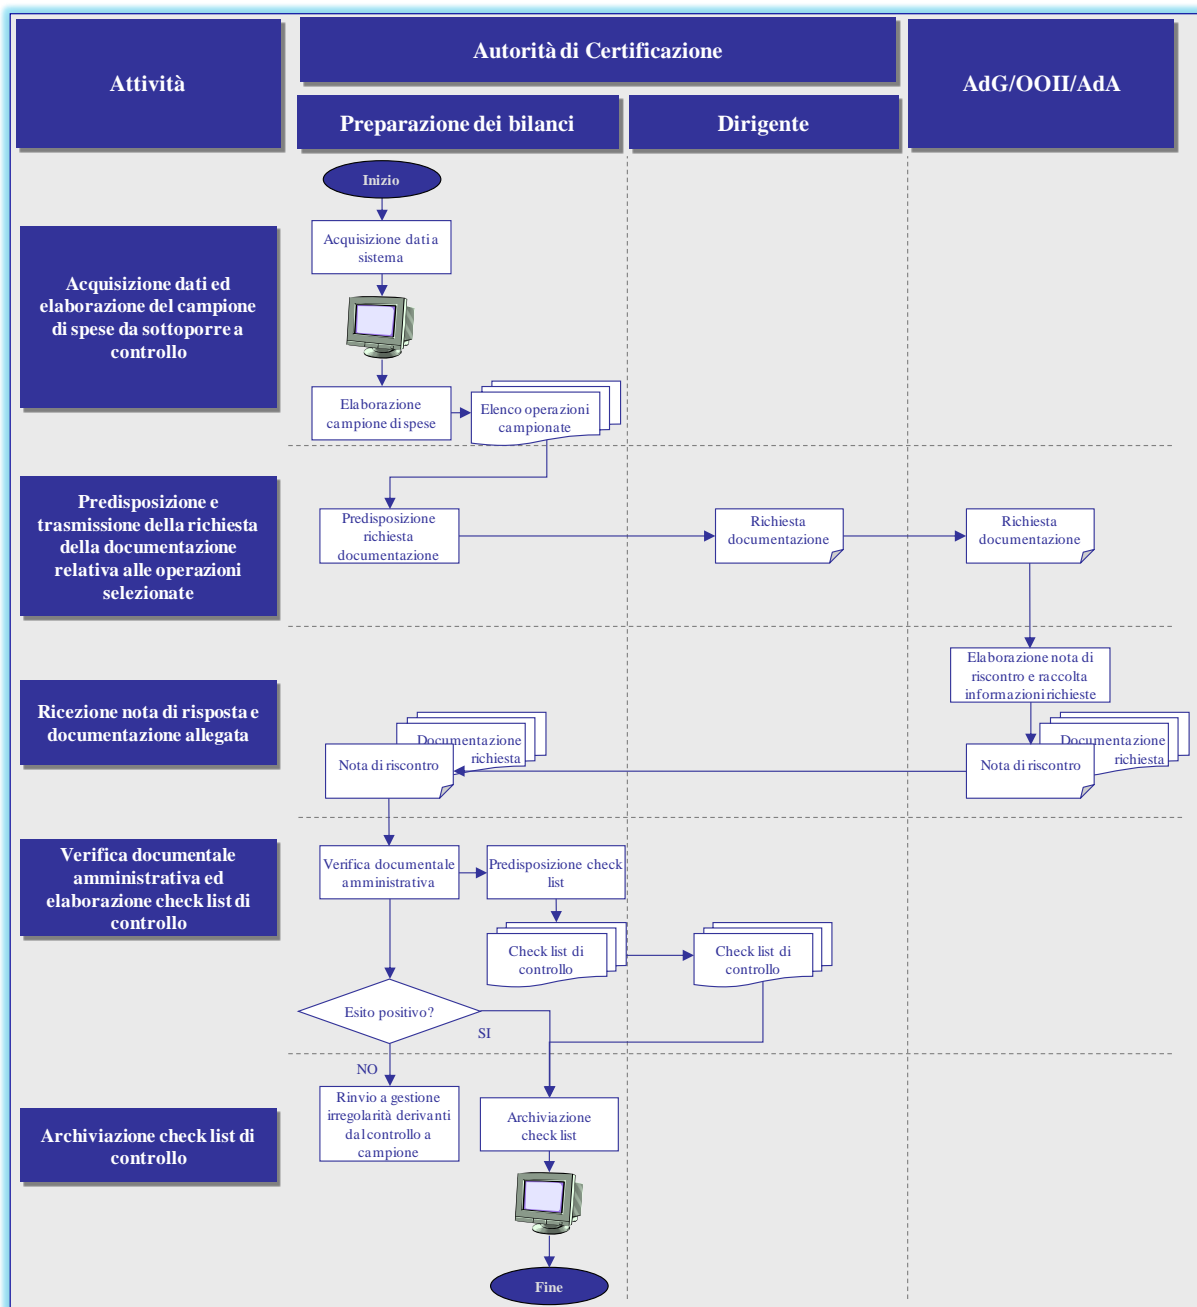 Attività
Autorità di Certificazione
AdG/OOII/AdA
Preparazione dei bilanci
Dirigente
Inizio
Acquisizione dati ed
elaborazione del campione
di spese da sottoporre a
controllo
Acquisizione dati a
sistema
Elaborazione
campione di spese
Elenco operazioni
campionate
Predisposizione e
trasmissione della richiesta
della documentazione
relativa alle operazioni
selezionate
Predisposizione
richiesta
documentazione
Richiesta
documentazione
Richiesta
documentazione
Elaborazione nota di
riscontro e raccolta
informazioni richieste
Ricezione nota di risposta e
documentazione allegata
Documentazione
richiesta
Nota di riscontro
Documentazione
richiesta
Nota di riscontro
Verifica documentale
amministrativa ed
elaborazione check list di
controllo
Verifica documentale
amministrativa
Predisposizione check
list
Check list di
controllo
Check list di
controllo
Esito positivo?
SI
NO
Archiviazione check list di
controllo
Rinvio a gestione
irregolarità derivanti
dal controllo a
campione
Archiviazione
check list
Fine